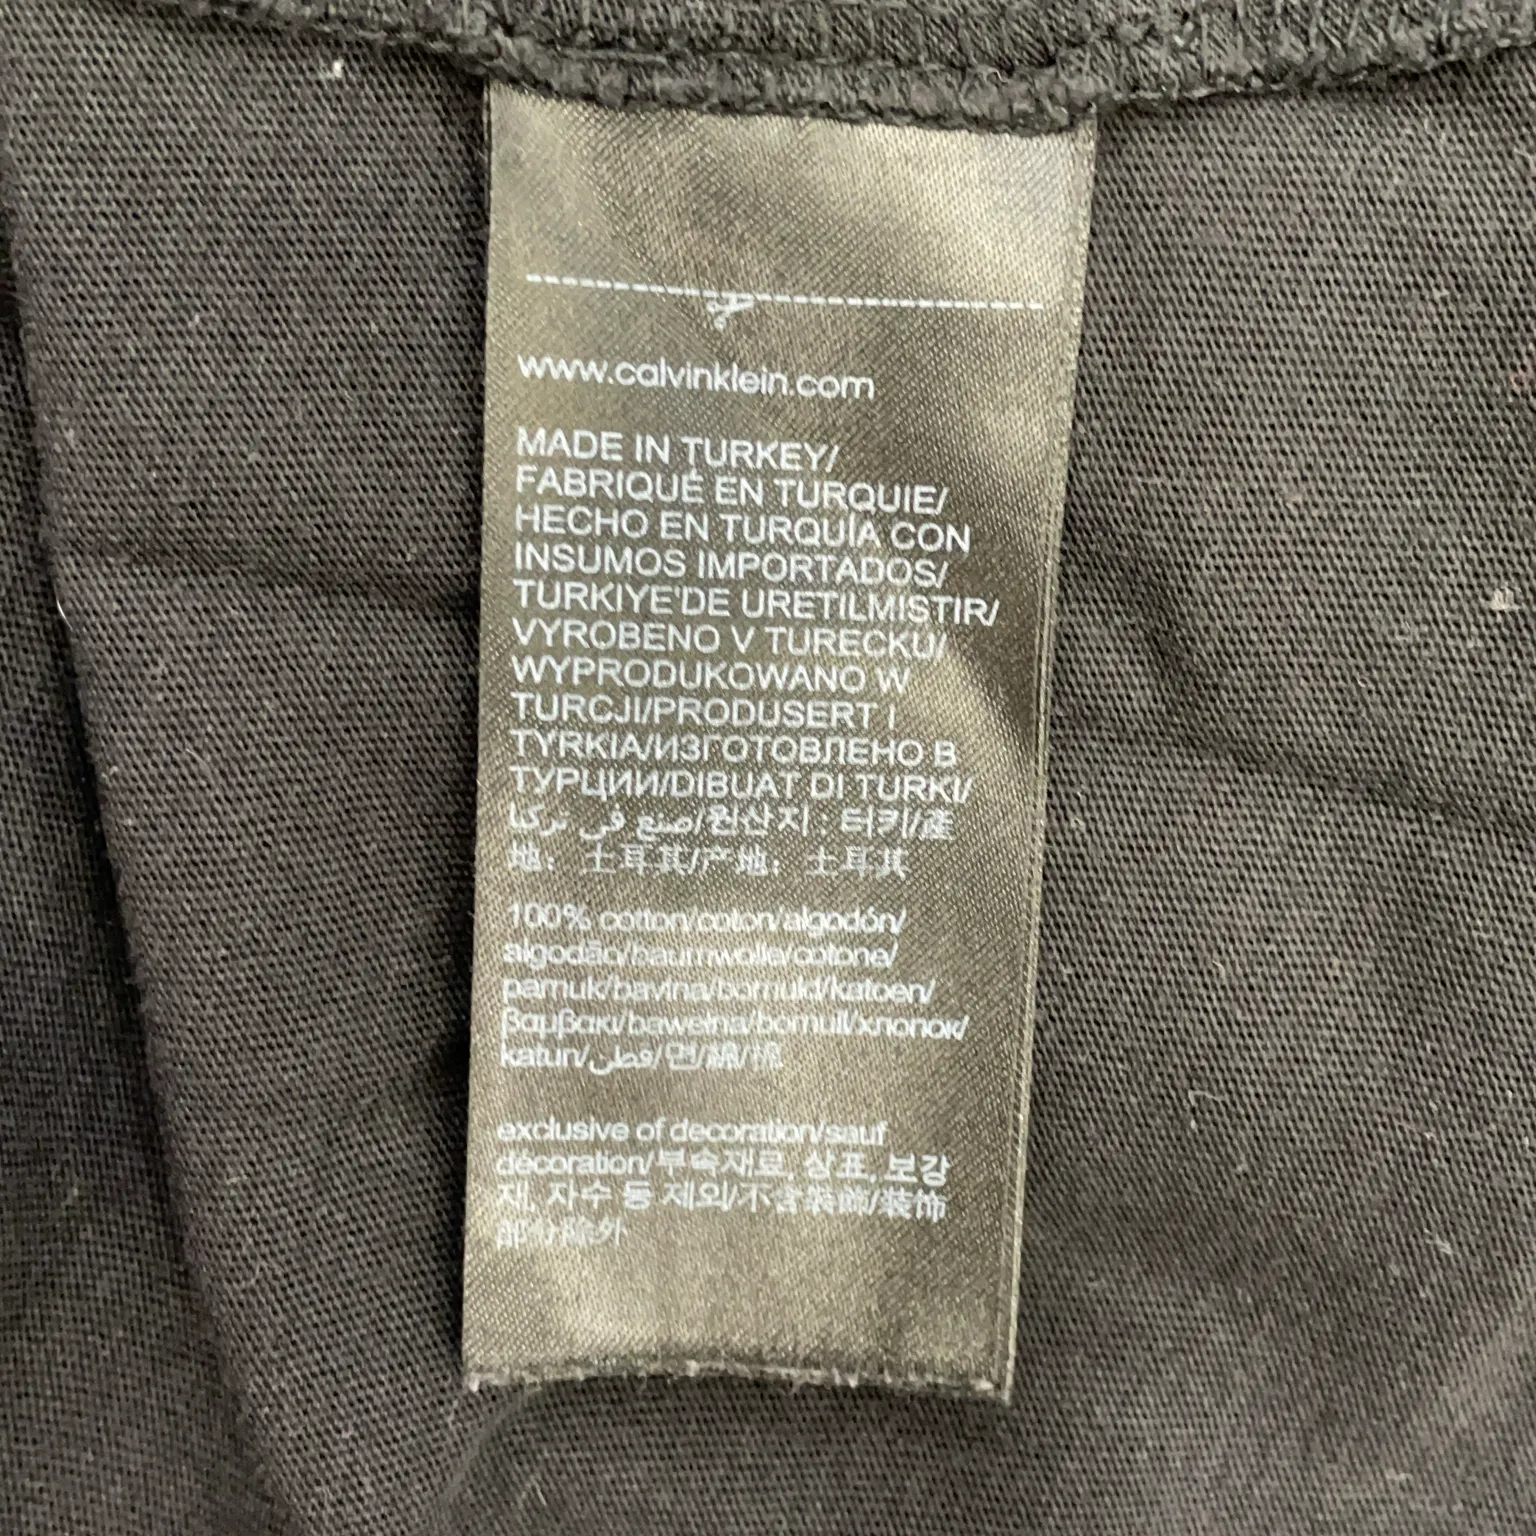 www.calvinklein.com
MADE IN TURKEY/
FABRIQUÉ EN TURQUIE/
HECHO EN TURQUÍA CON
INSUMOS IMPORTADOS/
TURKIYE'DE URETILMISTIR/
VYROBENO V TURECKU/
WYPRODUKOWANO W
TURCJI/PRODUSERT I
TYRKIA/ИЗГОТОВЛЕНО В
ТУРЦИИ/DIBUAT DI TURKI/
صنع في تركيا/원산지 : 터키/產
地： 土耳其/产地： 土耳其
100% cotton/coton/algodón/
algodão/baumwolle/cotone/
pamuk/bavlna/bomuld/katoen/
βαμβακι/bawełna/bomull/хлопок/
katun/قطن/면/綿/棉
exclusive of decoration/sauf
décoration/부속재료, 상표, 보강
재, 자수 등 제외/不含裝飾/装饰
部分除外